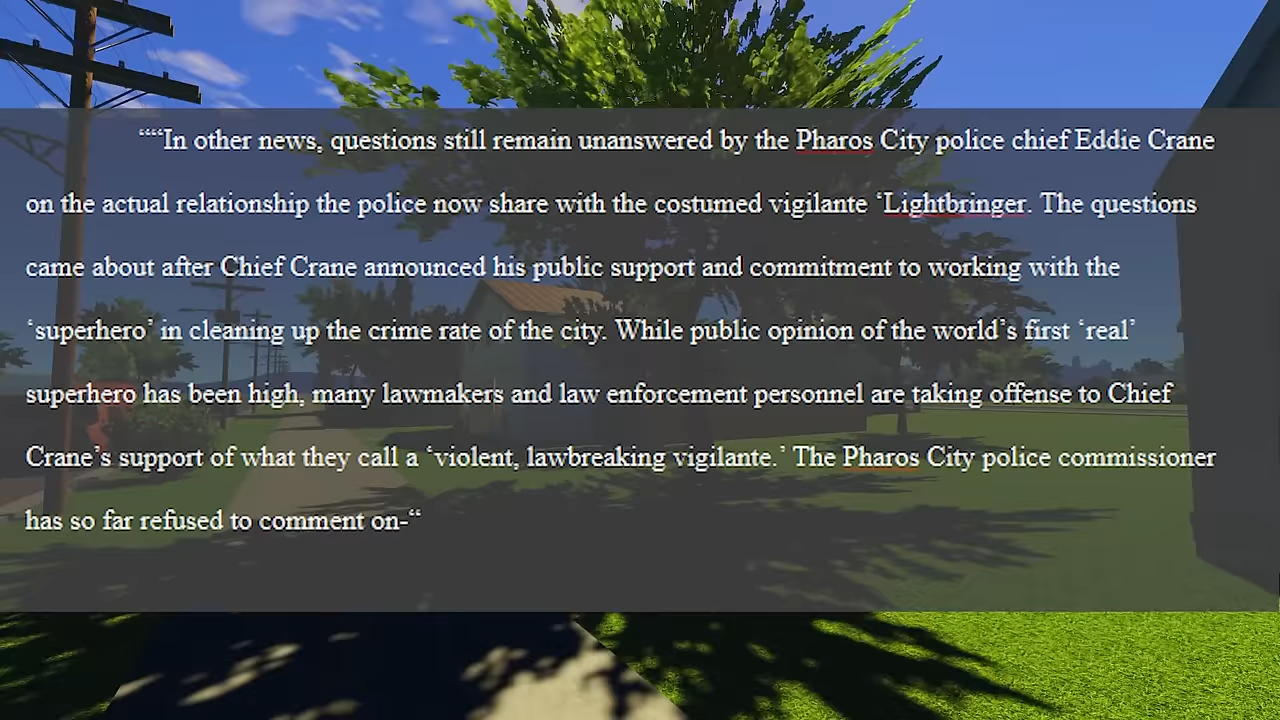 ““In other news, questions still remain unanswered by the Pharos City police chief Eddie Crane
on the actual relationship the police now share with the costumed vigilante ‘Lightbringer. The questions
came about after Chief Crane announced his public support and commitment to working with the
‘superhero’ in cleaning up the crime rate of the city. While public opinion of the world’s first ‘real’
superhero has been high, many lawmakers and law enforcement personnel are taking offense to Chief
Crane’s support of what they call a ‘violent, lawbreaking vigilante.’ The Pharos City police commissioner
has so far refused to comment on-“